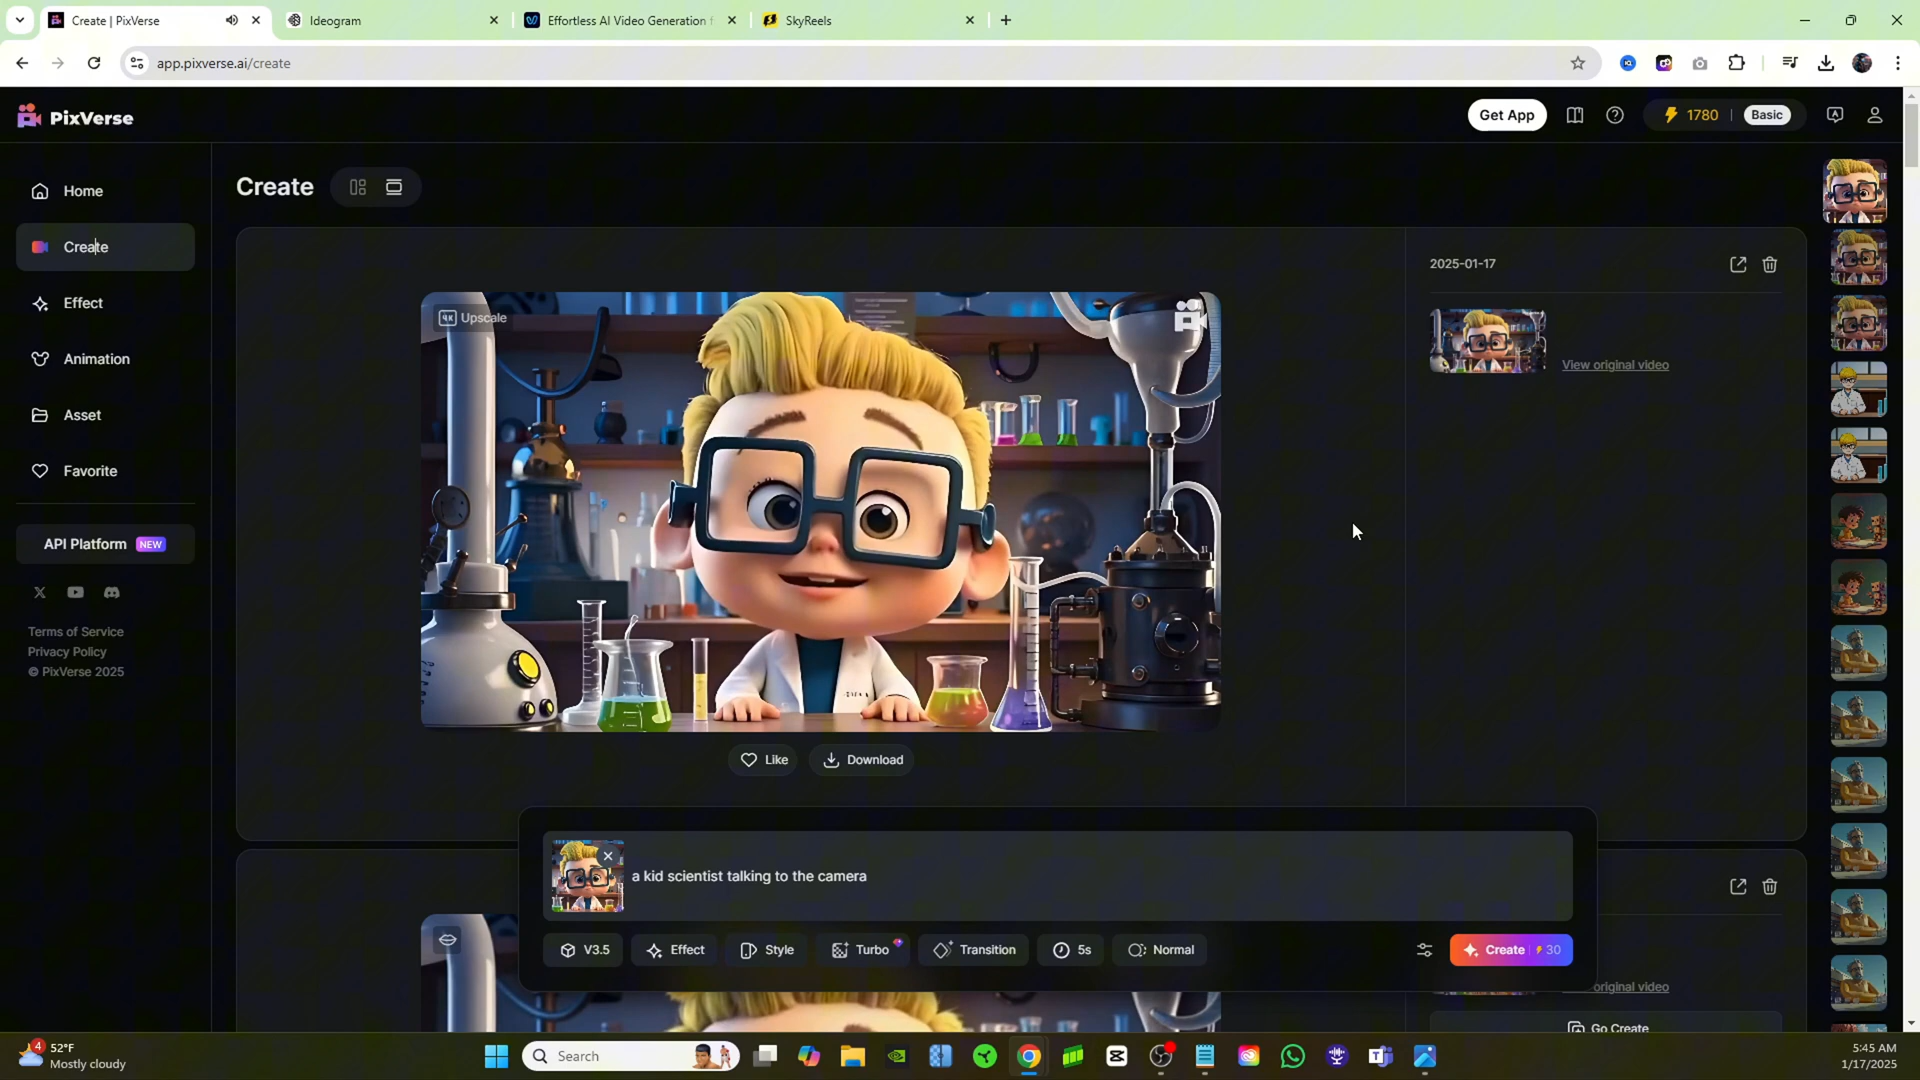 Create | PixVerse
Ideogram
Effortless AI Video Generation f
SkyReels
app.pixverse.ai/create
PixVerse
Get App
1780
Basic
Home
Create
Effect
Animation
Asset
Favorite
API Platform NEW
Terms of Service
Privacy Policy
© PixVerse 2025
Create
4K Upscale
2025-01-17
View original video
Like
Download
a kid scientist talking to the camera
V3.5
Effect
Style
Turbo
Transition
5s
Normal
Create
30
original video
Go Create
4
52°F
Mostly cloudy
Search
5:45 AM
1/17/2025